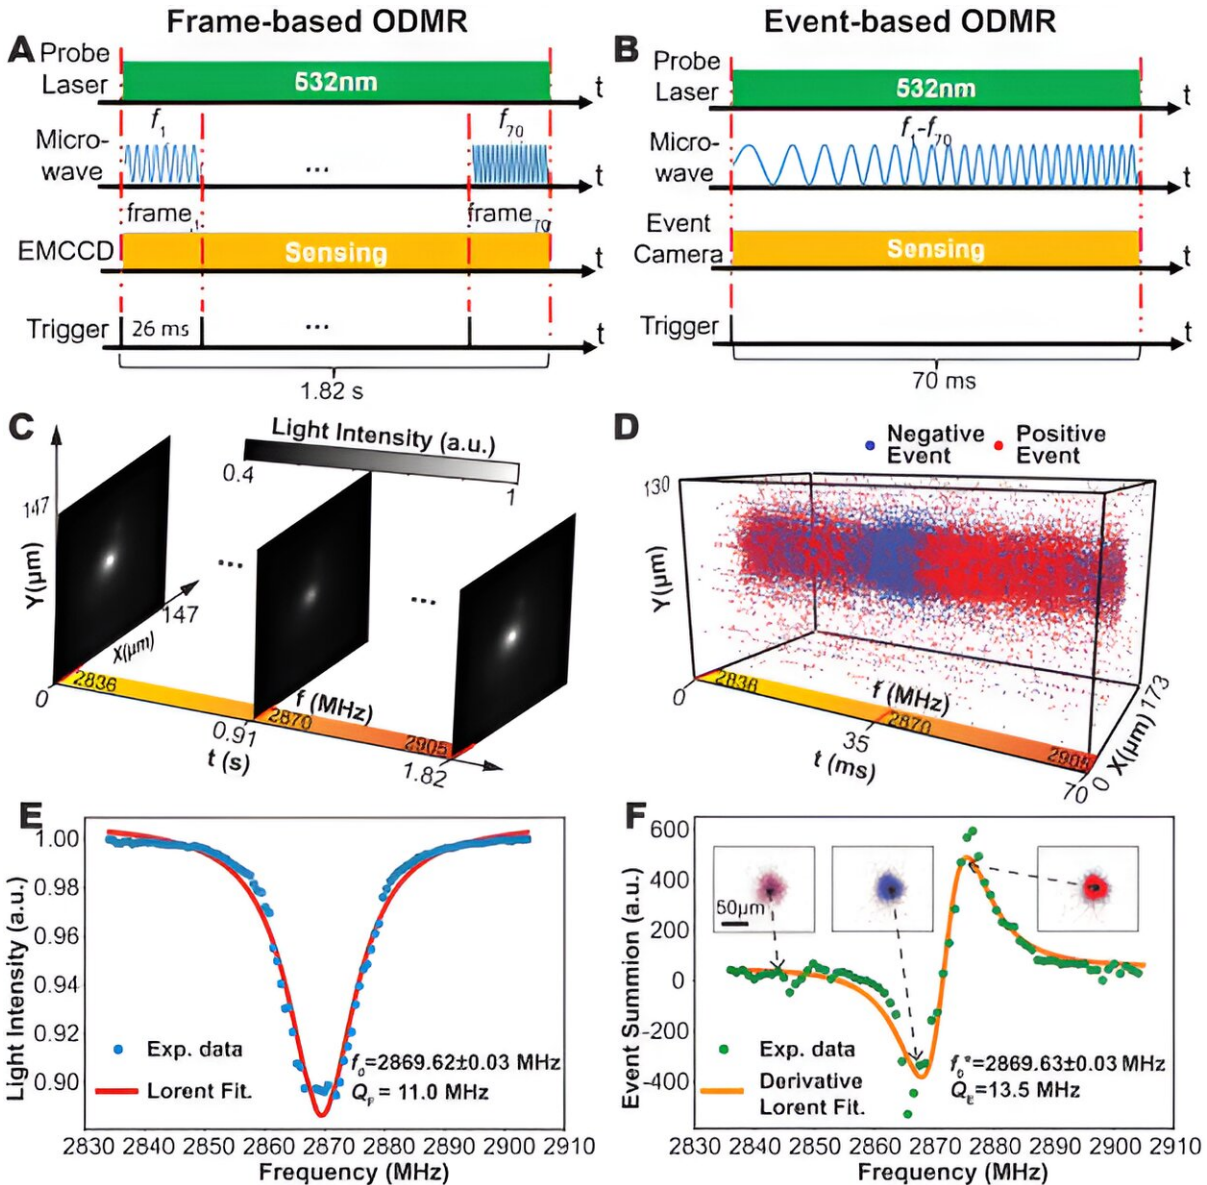 Frame-based ODMR
Event-based ODMR
A
Probe
Laser
532nm
t
Micro-
wave
f1
...
f70
t
frame1
frame70
EMCCD
Sensing
t
Trigger
26 ms
...
t
1.82 s
B
Probe
Laser
532nm
t
Micro-
wave
f1-f70
t
Event
Camera
Sensing
t
Trigger
t
70 ms
C
Light Intensity (a.u.)
0.4
1
147
Y(μm)
...
...
147
X(μm)
0
2836
f (MHz)
2870
2905
0.91
t (s)
1.82
D
Negative
Event
Positive
Event
130
Y(μm)
0
2836
f (MHz)
2870
2905
35
t (ms)
70
0
X(μm)
173
E
1.00
0.98
0.96
0.94
0.92
0.90
Light Intensity (a.u.)
Exp. data
Lorent Fit.
f0=2869.62±0.03 MHz
QF = 11.0 MHz
2830 2840 2850 2860 2870 2880 2890 2900 2910
Frequency (MHz)
F
600
400
200
0
-200
-400
Event Summion (a.u.)
50μm
Exp. data
Derivative
Lorent Fit.
f0*=2869.63±0.03 MHz
QE = 13.5 MHz
2830 2840 2850 2860 2870 2880 2890 2900 2910
Frequency (MHz)